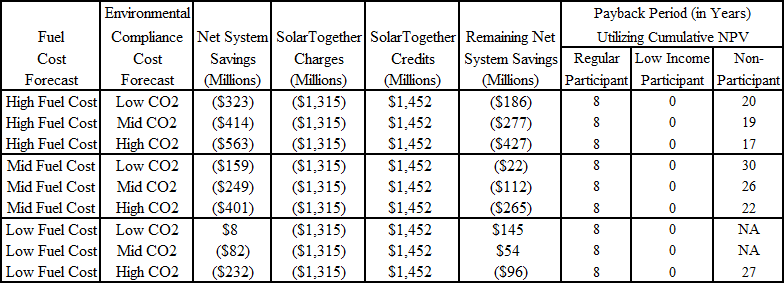 Fuel Cost Forecast | Environmental Compliance Cost Forecast | Net System Savings (Millions) | SolarTogether Charges (Millions) | SolarTogether Credits (Millions) | Remaining Net System Savings (Millions) | Payback Period (in Years) Utilizing Cumulative NPV
Regular Participant | Low Income Participant | Non-Participant
High Fuel Cost | Low CO2 | ($323) | ($1,315) | $1,452 | ($186) | 8 | 0 | 20
High Fuel Cost | Mid CO2 | ($414) | ($1,315) | $1,452 | ($277) | 8 | 0 | 19
High Fuel Cost | High CO2 | ($563) | ($1,315) | $1,452 | ($427) | 8 | 0 | 17
Mid Fuel Cost | Low CO2 | ($159) | ($1,315) | $1,452 | ($22) | 8 | 0 | 30
Mid Fuel Cost | Mid CO2 | ($249) | ($1,315) | $1,452 | ($112) | 8 | 0 | 26
Mid Fuel Cost | High CO2 | ($401) | ($1,315) | $1,452 | ($265) | 8 | 0 | 22
Low Fuel Cost | Low CO2 | $8 | ($1,315) | $1,452 | $145 | 8 | 0 | NA
Low Fuel Cost | Mid CO2 | ($82) | ($1,315) | $1,452 | $54 | 8 | 0 | NA
Low Fuel Cost | High CO2 | ($232) | ($1,315) | $1,452 | ($96) | 8 | 0 | 27